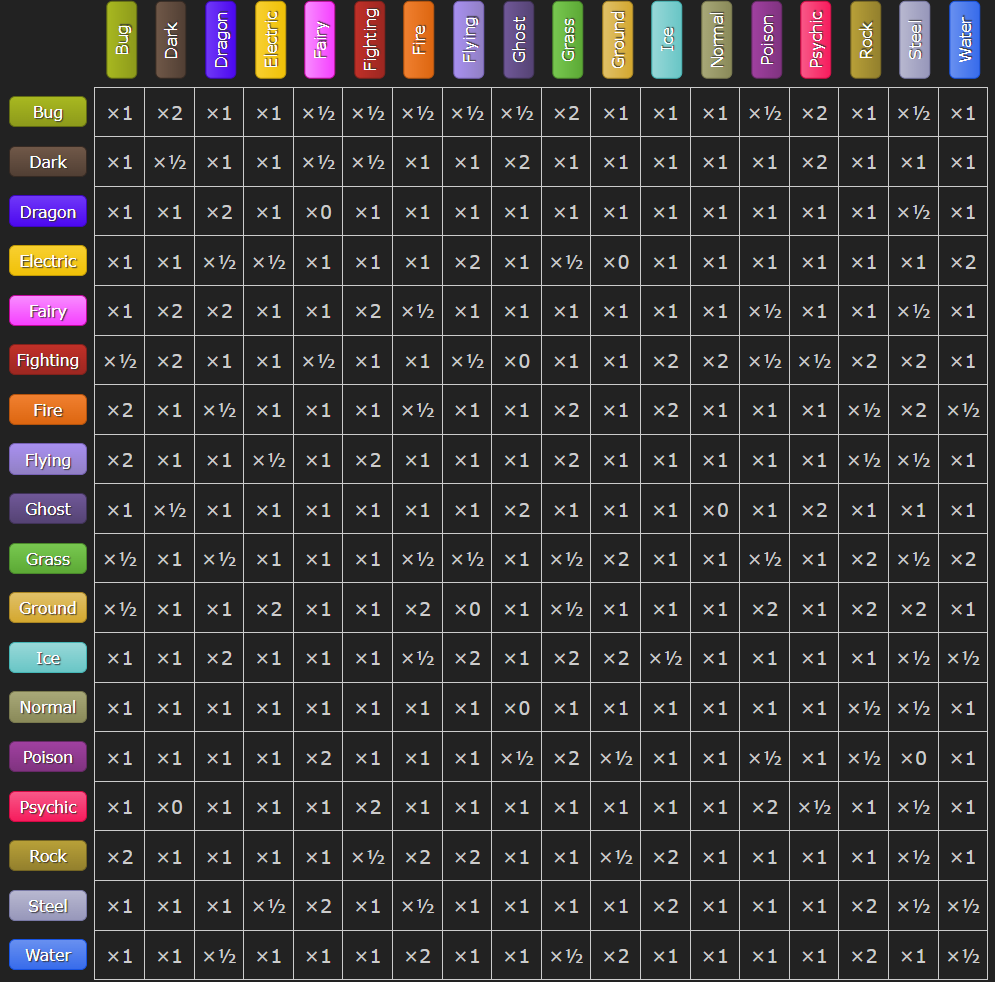 Bug Dark Dragon Electric Fairy Fighting Fire Flying Ghost Grass Ground Ice Normal Poison Psychic Rock Steel Water
Bug ×1 ×2 ×1 ×1 ×½ ×½ ×½ ×½ ×½ ×2 ×1 ×1 ×1 ×½ ×2 ×1 ×½ ×1
Dark ×1 ×½ ×1 ×1 ×½ ×½ ×1 ×1 ×2 ×1 ×1 ×1 ×1 ×1 ×2 ×1 ×1 ×1
Dragon ×1 ×1 ×2 ×1 ×0 ×1 ×1 ×1 ×1 ×1 ×1 ×1 ×1 ×1 ×1 ×1 ×½ ×1
Electric ×1 ×1 ×½ ×½ ×1 ×1 ×1 ×2 ×1 ×½ ×0 ×1 ×1 ×1 ×1 ×1 ×1 ×2
Fairy ×1 ×2 ×2 ×1 ×1 ×2 ×½ ×1 ×1 ×1 ×1 ×1 ×1 ×½ ×1 ×1 ×½ ×1
Fighting ×½ ×2 ×1 ×1 ×½ ×1 ×1 ×½ ×0 ×1 ×1 ×2 ×2 ×½ ×½ ×2 ×2 ×1
Fire ×2 ×1 ×½ ×1 ×1 ×1 ×½ ×1 ×1 ×2 ×1 ×2 ×1 ×1 ×1 ×½ ×2 ×½
Flying ×2 ×1 ×1 ×½ ×1 ×2 ×1 ×1 ×1 ×2 ×1 ×1 ×1 ×1 ×1 ×½ ×½ ×1
Ghost ×1 ×½ ×1 ×1 ×1 ×1 ×1 ×1 ×2 ×1 ×1 ×1 ×0 ×1 ×2 ×1 ×1 ×1
Grass ×½ ×1 ×½ ×1 ×1 ×1 ×½ ×½ ×1 ×½ ×2 ×1 ×1 ×½ ×1 ×2 ×½ ×2
Ground ×½ ×1 ×1 ×2 ×1 ×1 ×2 ×0 ×1 ×½ ×1 ×1 ×1 ×2 ×1 ×2 ×2 ×1
Ice ×1 ×1 ×2 ×1 ×1 ×1 ×½ ×2 ×1 ×2 ×2 ×½ ×1 ×1 ×1 ×1 ×½ ×½
Normal ×1 ×1 ×1 ×1 ×1 ×1 ×1 ×1 ×0 ×1 ×1 ×1 ×1 ×1 ×1 ×½ ×½ ×1
Poison ×1 ×1 ×1 ×1 ×2 ×1 ×1 ×1 ×½ ×2 ×½ ×1 ×1 ×½ ×1 ×½ ×0 ×1
Psychic ×1 ×0 ×1 ×1 ×1 ×2 ×1 ×1 ×1 ×1 ×1 ×1 ×1 ×2 ×½ ×1 ×½ ×1
Rock ×2 ×1 ×1 ×1 ×1 ×½ ×2 ×2 ×1 ×1 ×½ ×2 ×1 ×1 ×1 ×1 ×½ ×1
Steel ×1 ×1 ×1 ×½ ×2 ×1 ×½ ×1 ×1 ×1 ×1 ×2 ×1 ×1 ×1 ×2 ×½ ×½
Water ×1 ×1 ×½ ×1 ×1 ×1 ×2 ×1 ×1 ×½ ×2 ×1 ×1 ×1 ×1 ×2 ×1 ×½